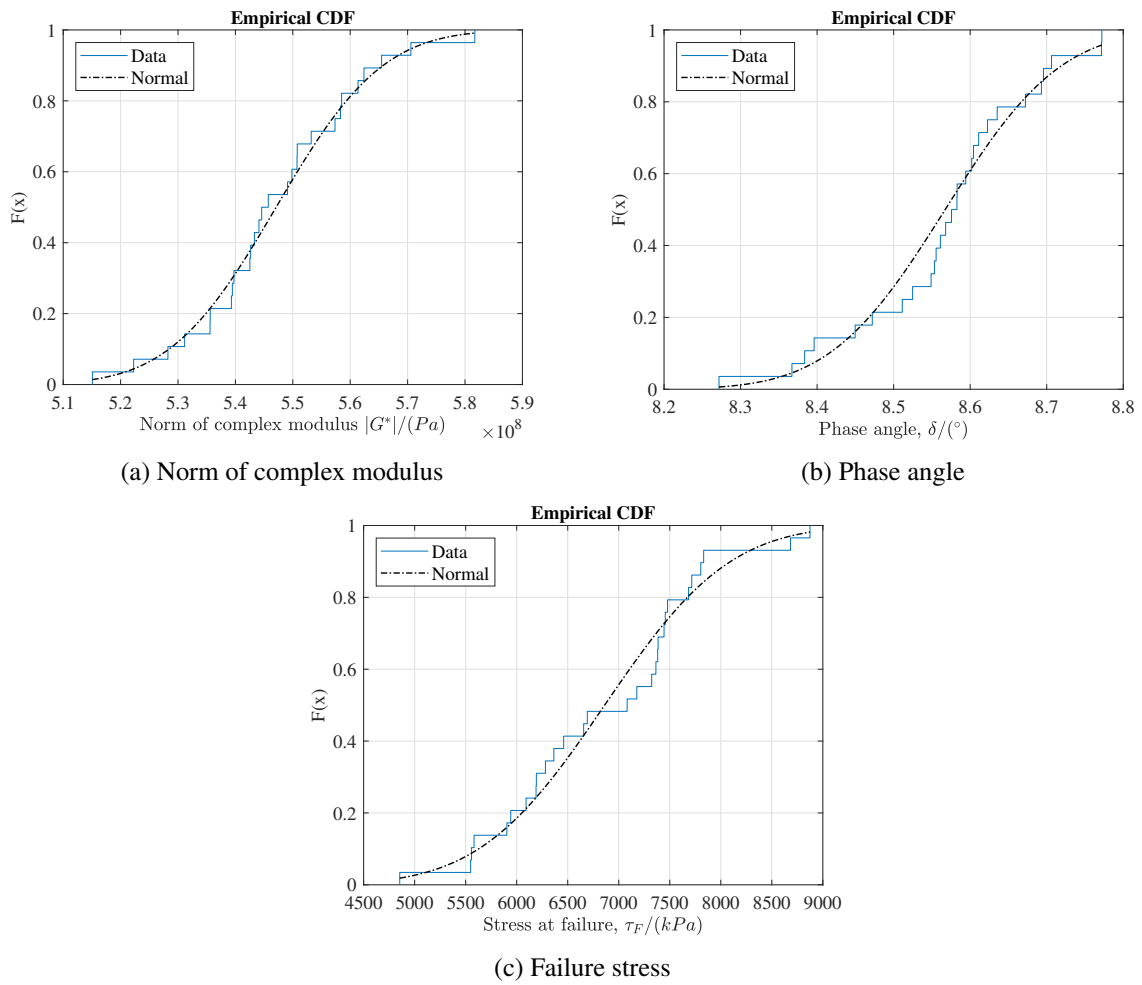 Empirical CDF
Data
Normal
F(x)
1
0.8
0.6
0.4
0.2
0
5.1 5.2 5.3 5.4 5.5 5.6 5.7 5.8 5.9
Norm of complex modulus |G*|/(Pa) ×10^8
(a) Norm of complex modulus
Empirical CDF
Data
Normal
F(x)
1
0.8
0.6
0.4
0.2
0
8.2 8.3 8.4 8.5 8.6 8.7 8.8
Phase angle, δ/(°)
(b) Phase angle
Empirical CDF
Data
Normal
F(x)
1
0.8
0.6
0.4
0.2
0
4500 5000 5500 6000 6500 7000 7500 8000 8500 9000
Stress at failure, τ_F/(kPa)
(c) Failure stress